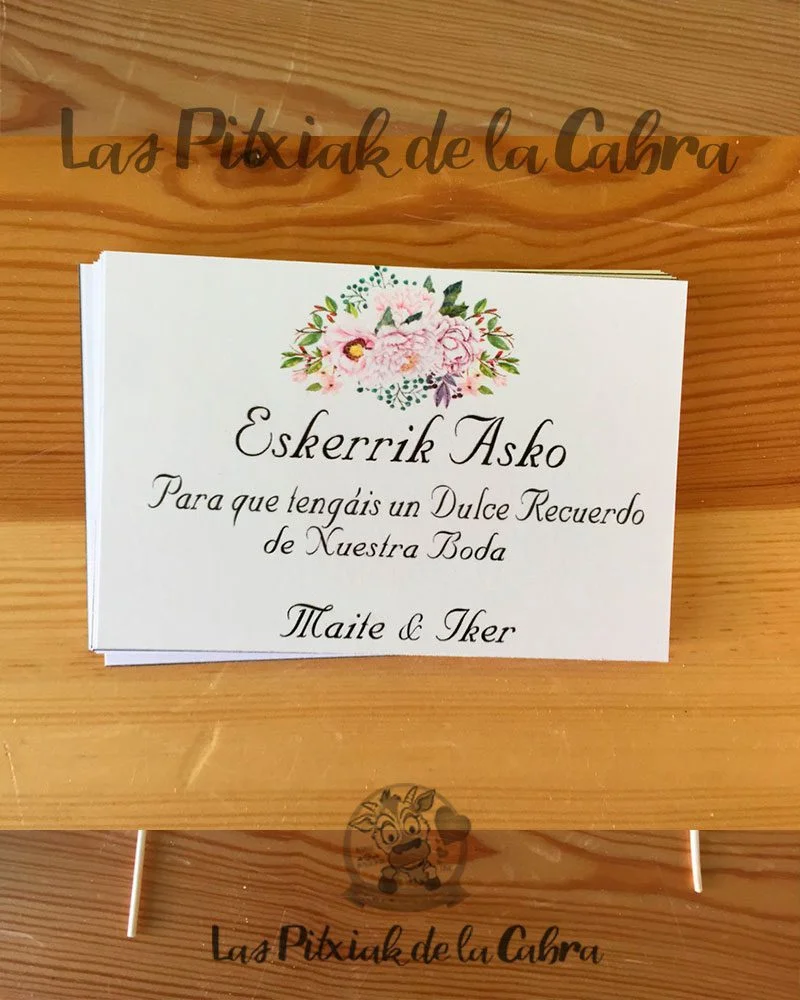 Las Pitxiak de la Cabra
Eskerrik Asko
Para que tengáis un Dulce Recuerdo
de Nuestra Boda
Maite & Iker
Las Pitxiak de la Cabra